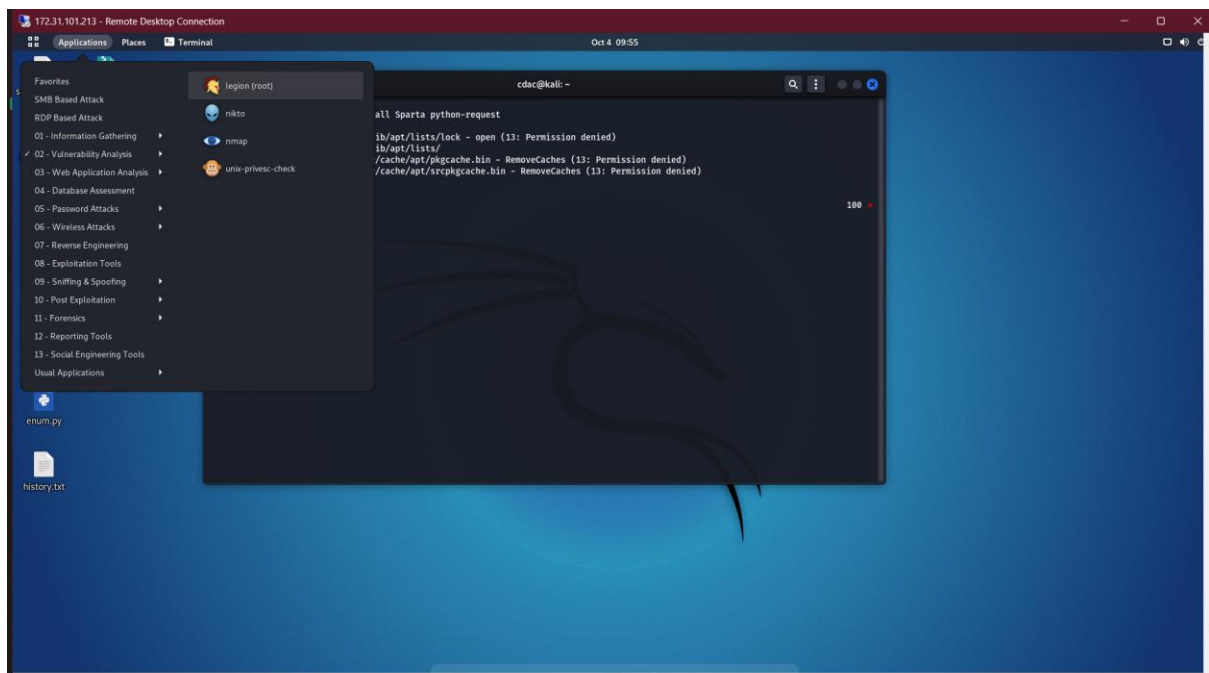 172.31.101.213 - Remote Desktop Connection
Applications Places Terminal Oct 4 09:55
Favorites
SMB Based Attack
RDP Based Attack
01 - Information Gathering
02 - Vulnerability Analysis
03 - Web Application Analysis
04 - Database Assessment
05 - Password Attacks
06 - Wireless Attacks
07 - Reverse Engineering
08 - Exploitation Tools
09 - Sniffing & Spoofing
10 - Post Exploitation
11 - Forensics
12 - Reporting Tools
13 - Social Engineering Tools
Usual Applications
legion (root)
nikto
nmap
unix-privesc-check
cdac@kali: ~
all Sparta python-request
ib/apt/lists/lock - open (13: Permission denied)
ib/apt/lists/
/cache/apt/pkgcache.bin - RemoveCaches (13: Permission denied)
/cache/apt/srcpkgcache.bin - RemoveCaches (13: Permission denied)
100 ×
enum.py
history.txt